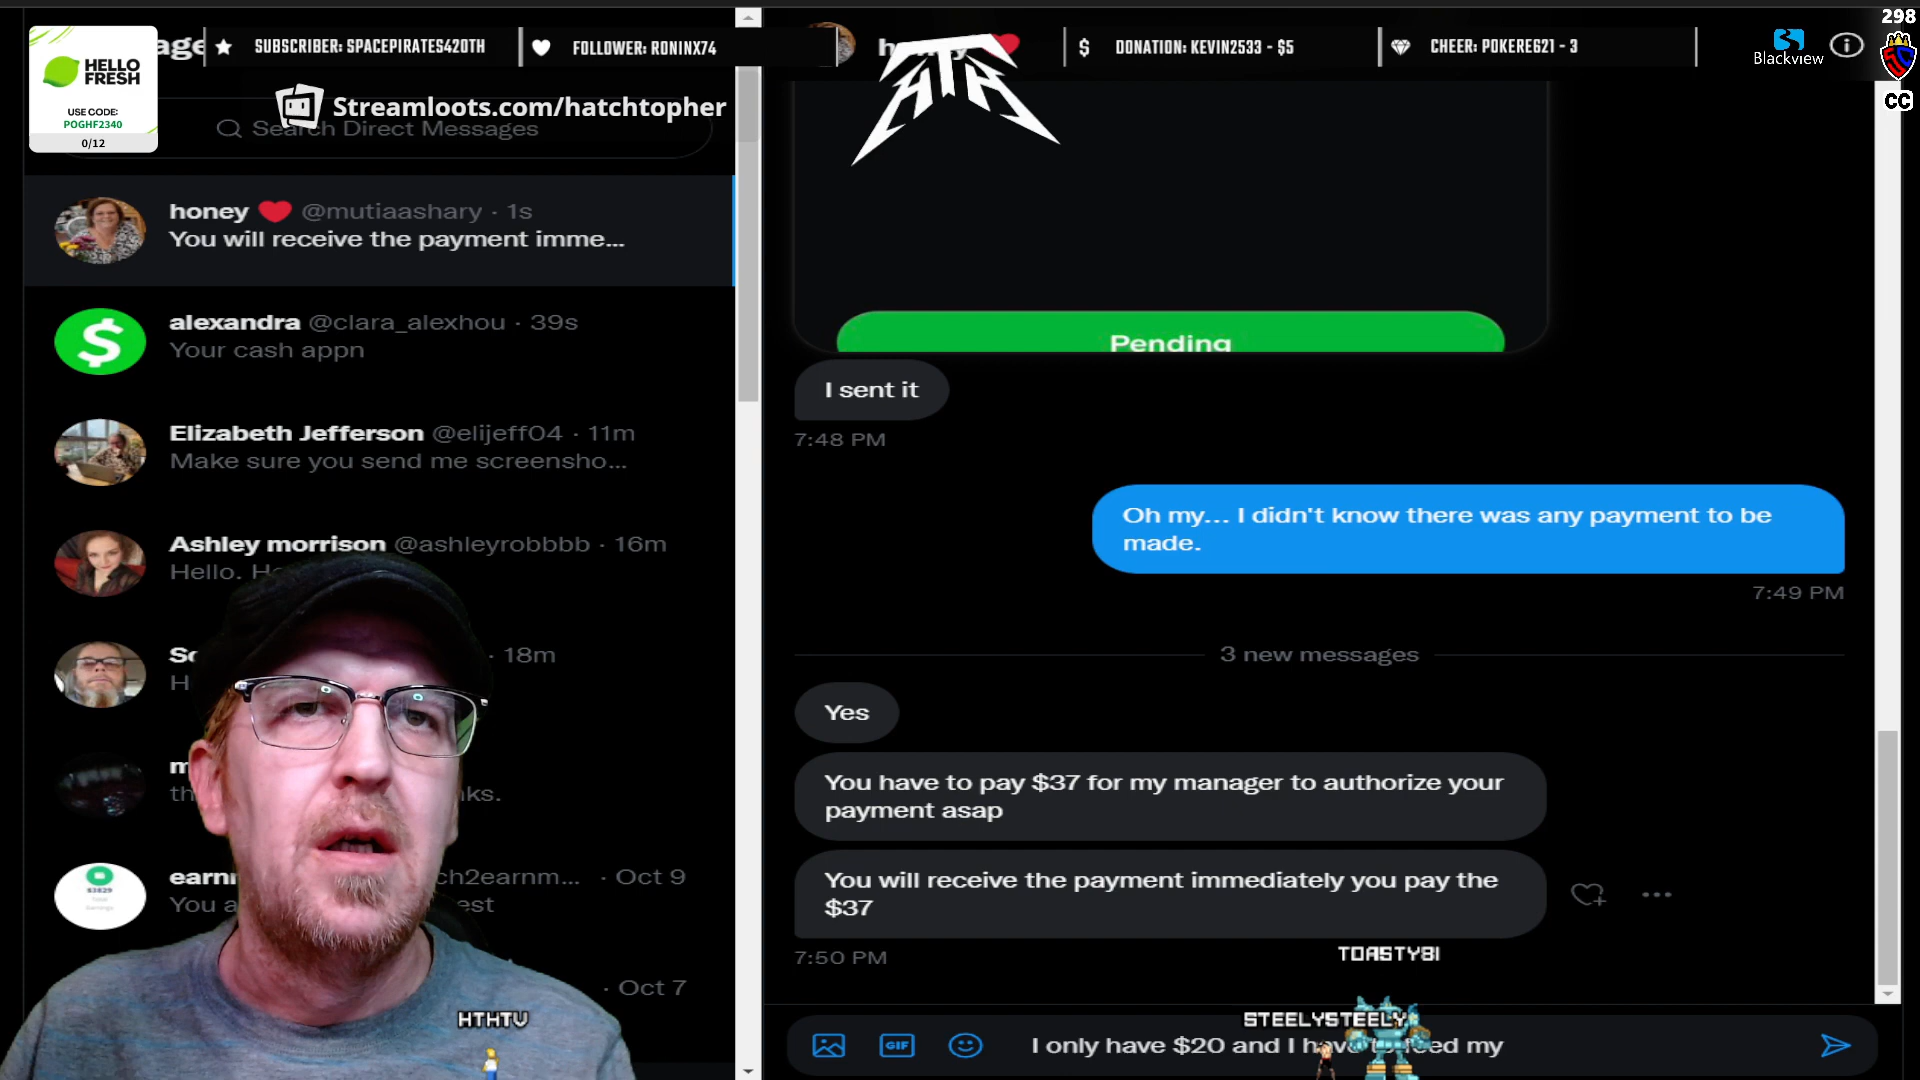 298
SUBSCRIBER: SPACEPIRATES420TH
FOLLOWER: RONINX74
DONATION: KEVIN2533 - $5
CHEER: POKERE621 - 3
Blackview
CC
HELLO
FRESH
USE CODE:
POGHF2340
0/12
Streamloots.com/hatchtopher
Search Direct Messages
honey ❤️ @mutiaashary · 1s
You will receive the payment imme...
alexandra @clara_alexhou · 39s
Your cash appn
Elizabeth Jefferson @elijeff04 · 11m
Make sure you send me screensho...
Ashley morrison @ashleyrobbbb · 16m
Hello.
· 18m
· Oct 9
· Oct 7
HTHTV
Pending
I sent it
7:48 PM
Oh my... I didn't know there was any payment to be
made.
7:49 PM
3 new messages
Yes
You have to pay $37 for my manager to authorize your
payment asap
You will receive the payment immediately you pay the
$37
7:50 PM
TOASTY81
STEELYSTEELY
GIF
I only have $20 and I have my